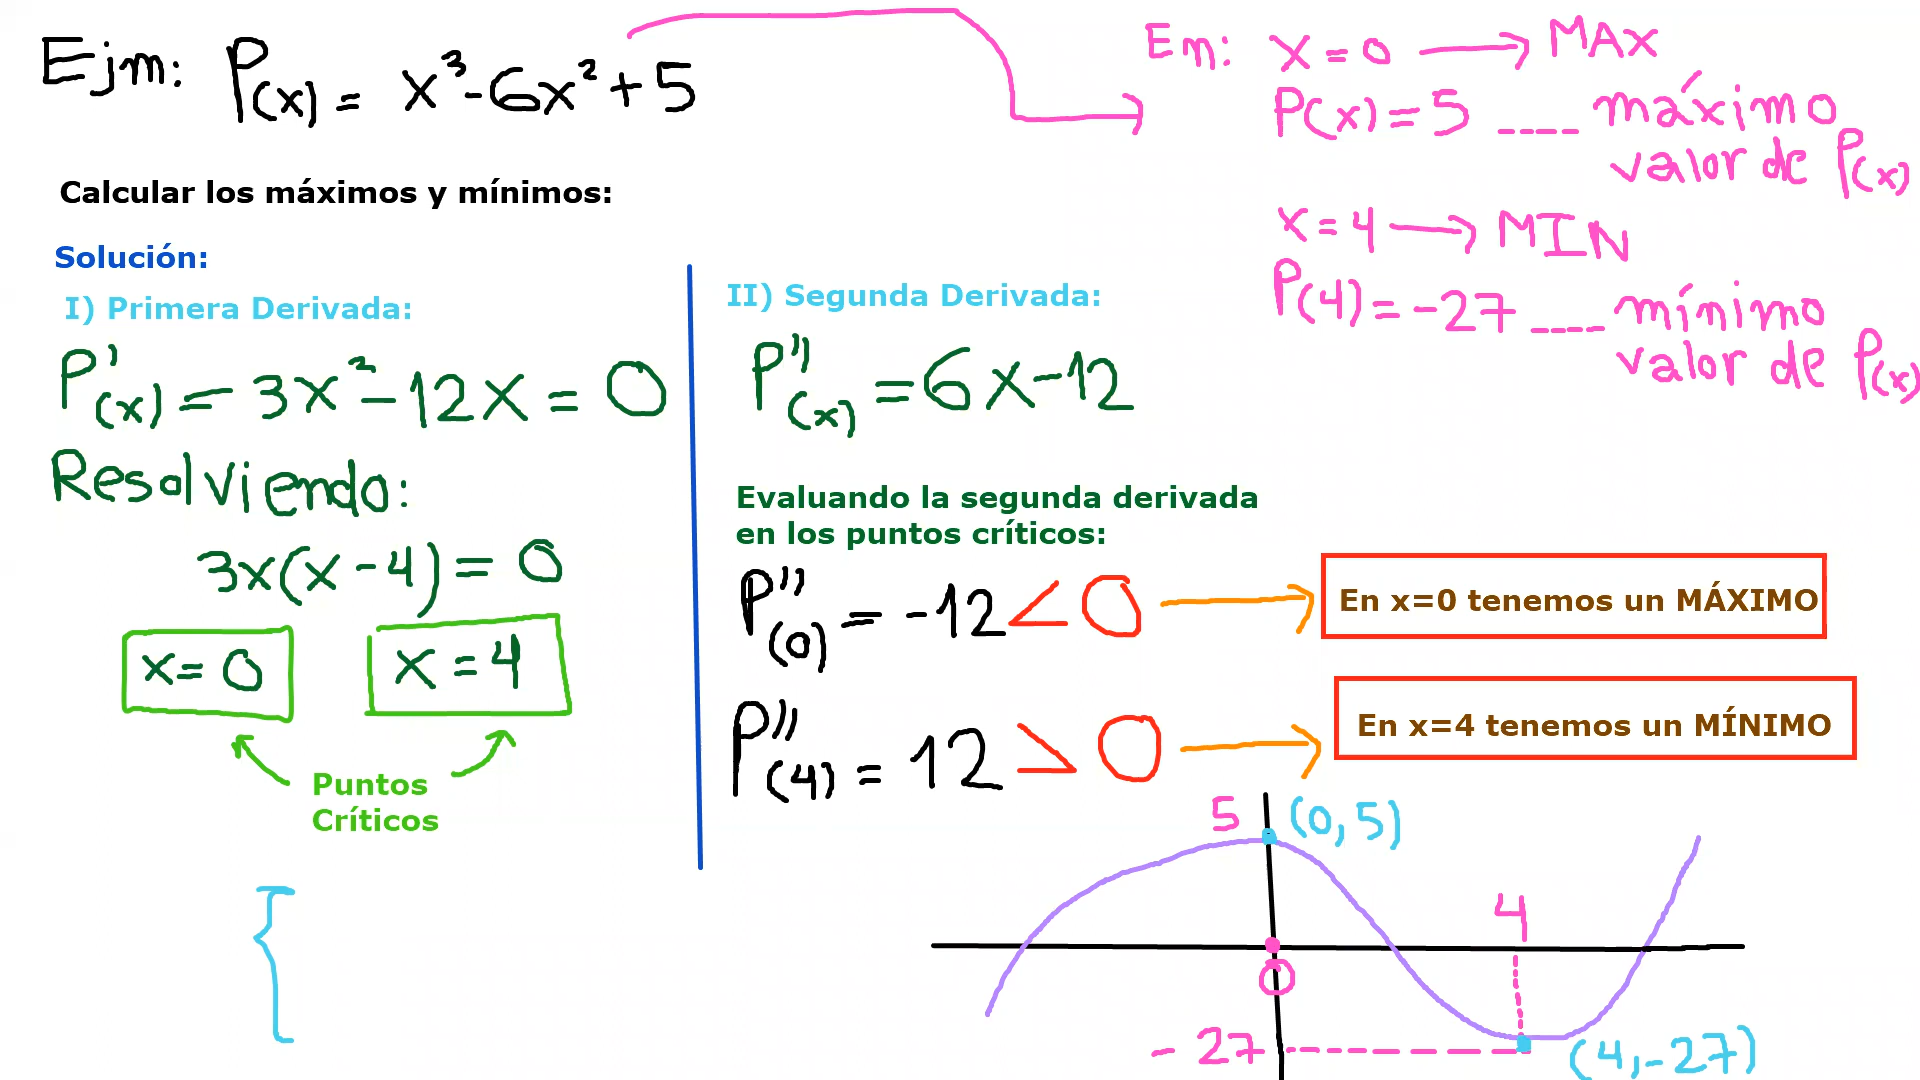 Ejm: P(x) = x³-6x²+5
Calcular los máximos y mínimos:
Solución:
I) Primera Derivada:
P'(x) = 3x²-12x = 0
Resolviendo:
3x(x-4) = 0
x=0 x=4
Puntos
Críticos
II) Segunda Derivada:
P''(x) = 6x-12
Evaluando la segunda derivada
en los puntos críticos:
P''(0) = -12 < 0
En x=0 tenemos un MÁXIMO
P''(4) = 12 > 0
En x=4 tenemos un MÍNIMO
En: x=0 → MAX
P(x)=5 ---- máximo
valor de P(x)
x=4 → MIN
P(4)=-27 ---- mínimo
valor de P(x)
5 (0,5)
4
0
-27 (4,-27)